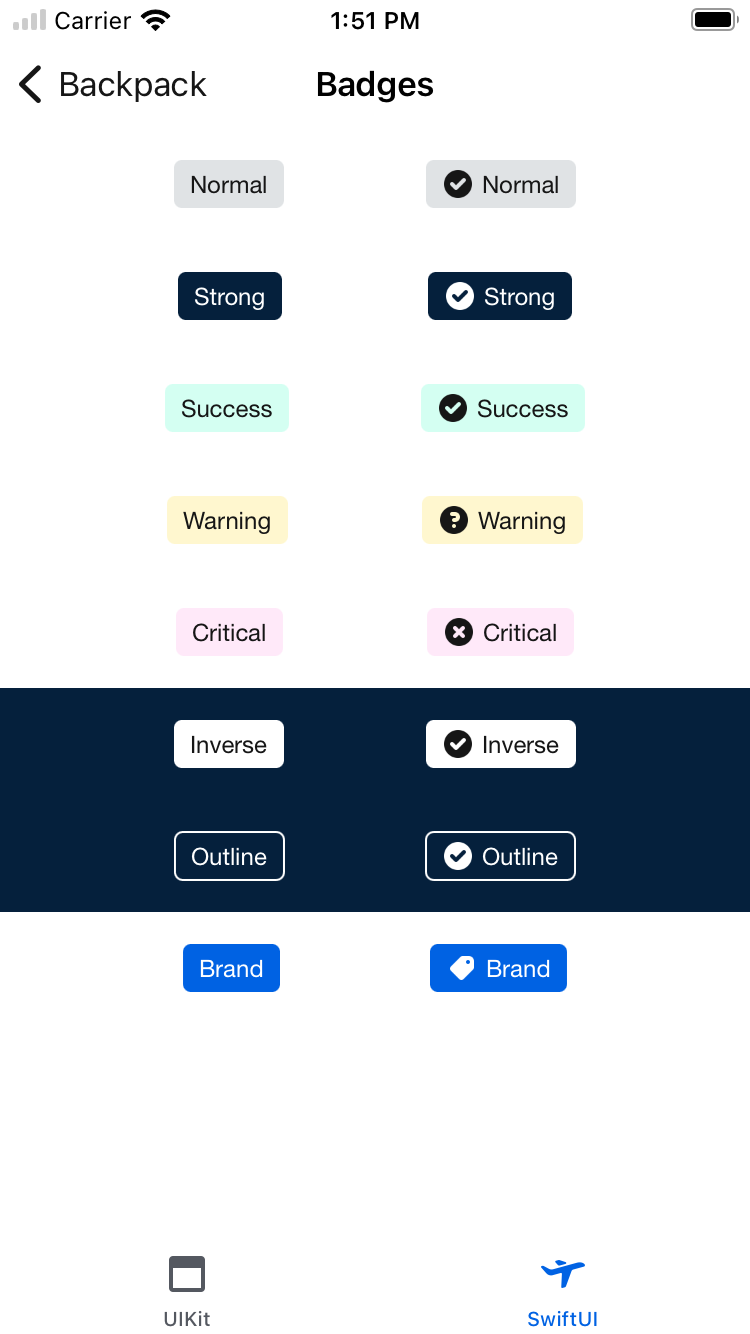 Carrier 1:51 PM
Backpack Badges
Normal Normal
Strong Strong
Success Success
Warning Warning
Critical Critical
Inverse Inverse
Outline Outline
Brand Brand
UIKit SwiftUI